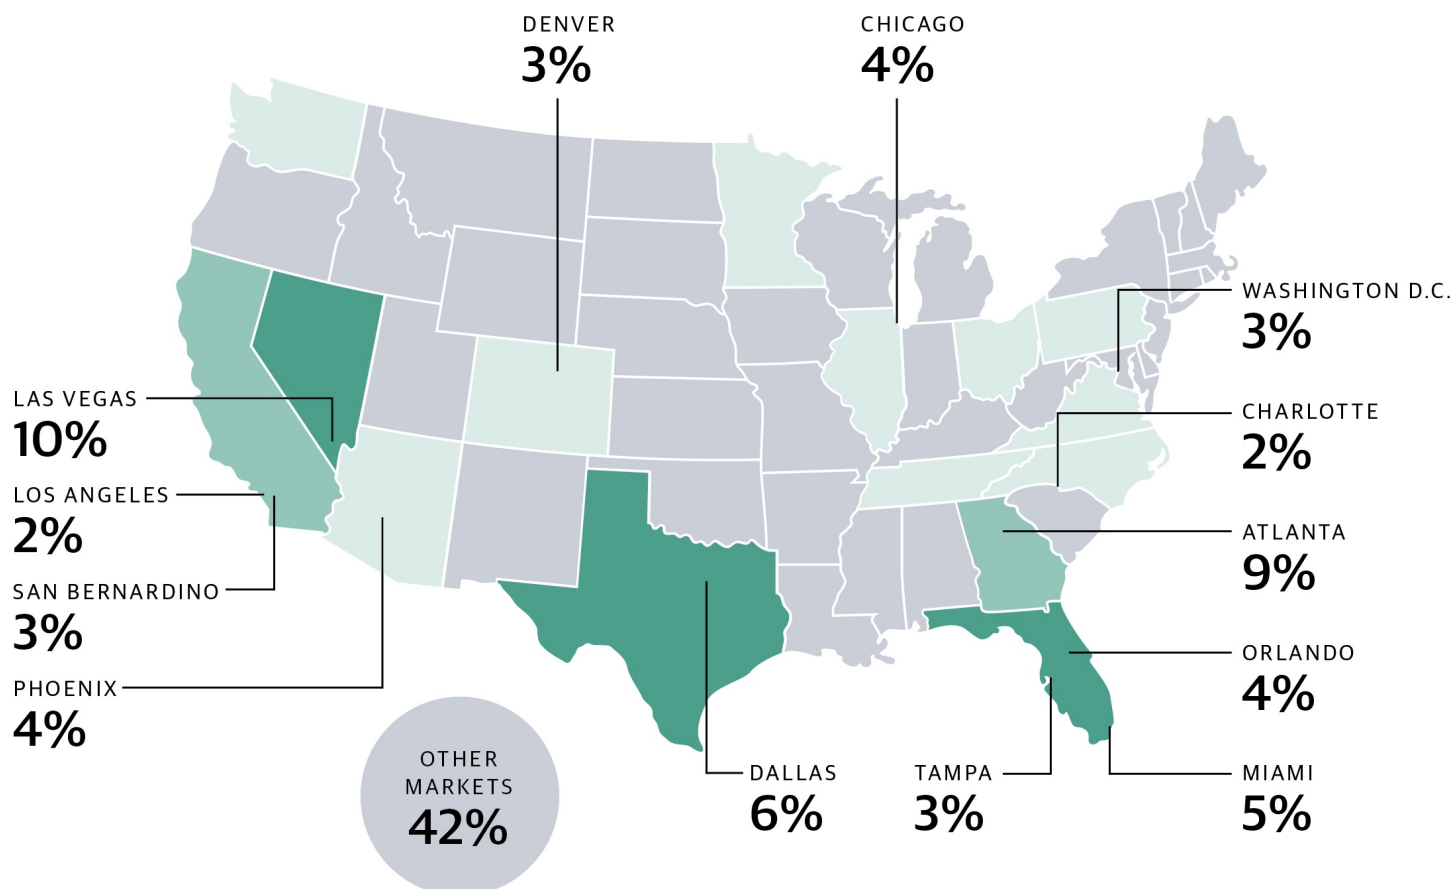 DENVER
3%
CHICAGO
4%
WASHINGTON D.C.
3%
CHARLOTTE
2%
ATLANTA
9%
ORLANDO
4%
MIAMI
5%
TAMPA
3%
DALLAS
6%
LAS VEGAS
10%
LOS ANGELES
2%
SAN BERNARDINO
3%
PHOENIX
4%
OTHER
MARKETS
42%